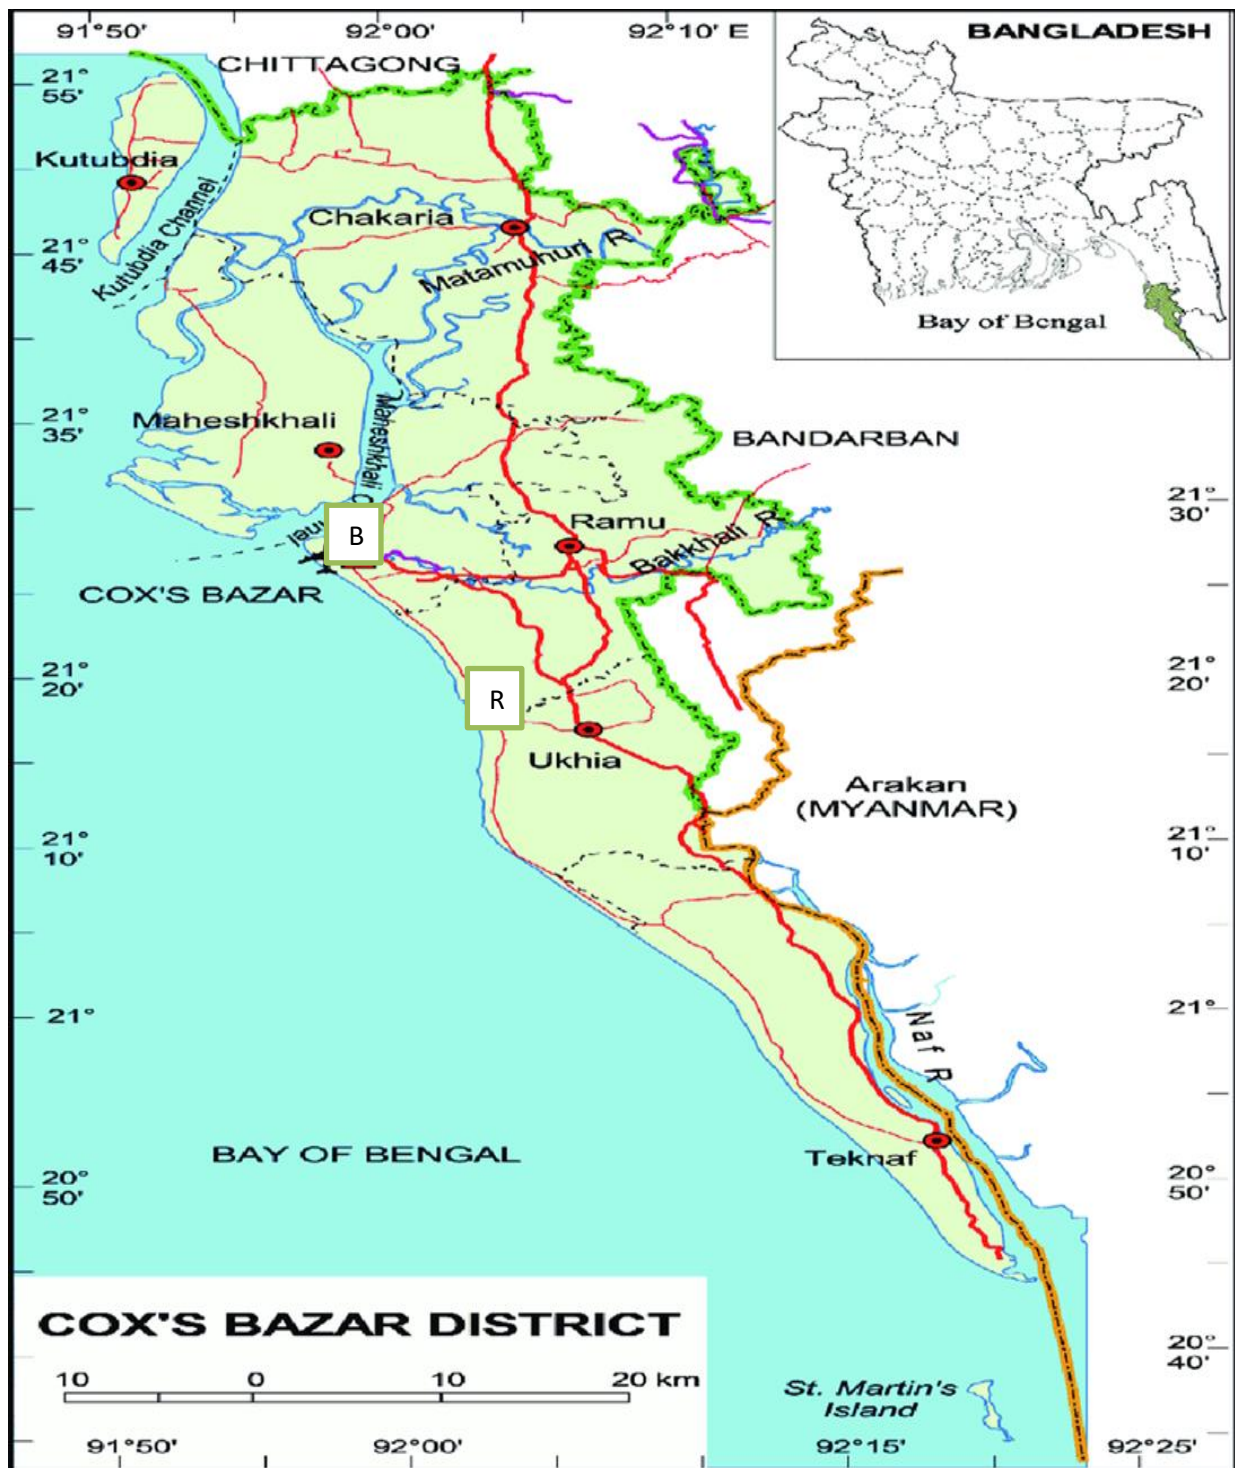 91°50'
92°00'
92°10' E
BANGLADESH
CHITTAGONG
21°
55'
Kutubdia
Kutubdia Channel
Chakaria
Matamuhuri R
21°
45'
Bay of Bengal
Maheshkhali
21°
35'
Maheshkhali C
nnel
BANDARBAN
21°
30'
B
Ramu
Bakkhali R
COX'S BAZAR
21°
20'
21°
20'
R
Ukhia
Arakan
(MYANMAR)
21°
10'
21°
10'
21°
21°
Naf R
BAY OF BENGAL
Teknaf
20°
50'
20°
50'
COX'S BAZAR DISTRICT
10 0 10 20 km
20°
40'
St. Martin's
Island
91°50'
92°00'
92°15'
92°25'